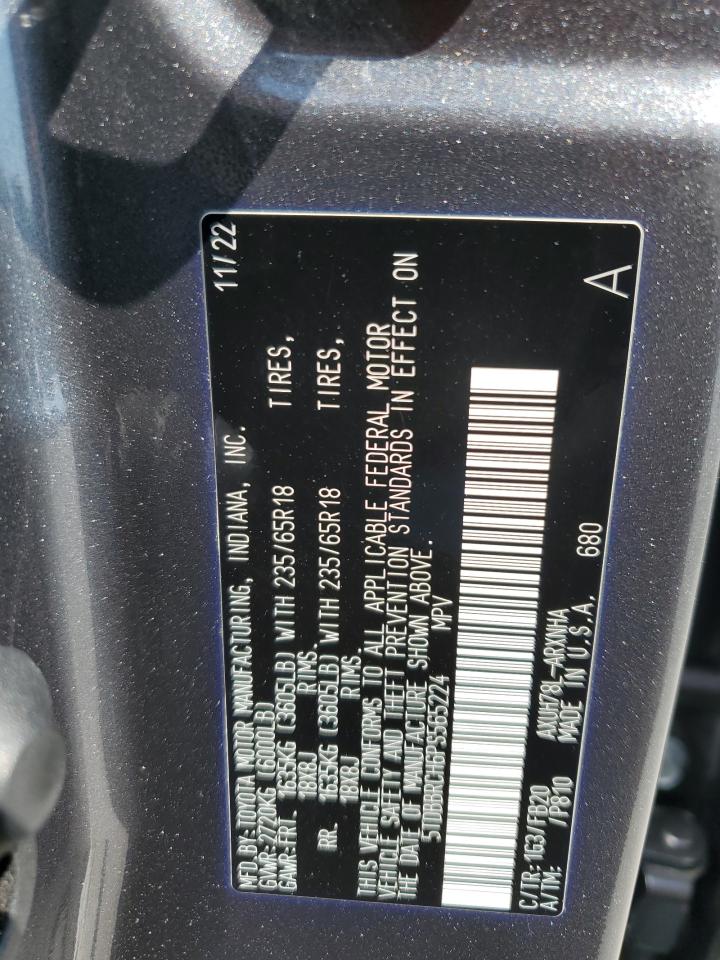 MFD BY: TOYOTA MOTOR MANUFACTURING, INDIANA, INC. 11/22
GVWR 2720KG (6000LB)
GAWR FRT 1635KG (3605LB) WITH 235/65R18 TIRES,
18X8J RIMS,
RR. 1635KG (3605LB) WITH 235/65R18 TIRES,
18X8J RIMS.
THIS VEHICLE CONFORMS TO ALL APPLICABLE FEDERAL MOTOR
VEHICLE SAFETY AND THEFT PREVENTION STANDARDS IN EFFECT ON
THE DATE OF MANUFACTURE SHOWN ABOVE.
MPV
C/TR: 1G3/FB20 680
A/TM: /P810 MADE IN U.S.A. A